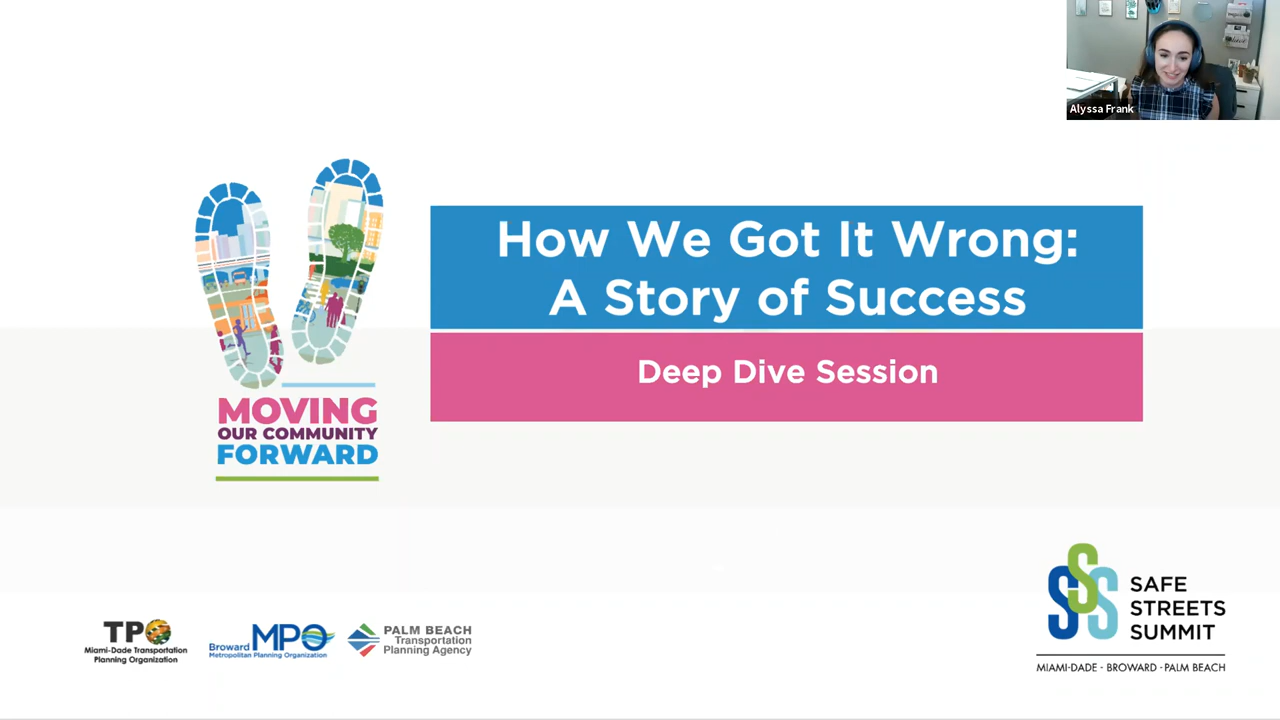 Alyssa Frank
How We Got It Wrong:
A Story of Success
Deep Dive Session
MOVING
OUR COMMUNITY
FORWARD
TPO
Miami-Dade Transportation
Planning Organization
Broward MPO
Metropolitan Planning Organization
PALM BEACH
Transportation
Planning Agency
SSS
SAFE
STREETS
SUMMIT
MIAMI-DADE - BROWARD - PALM BEACH